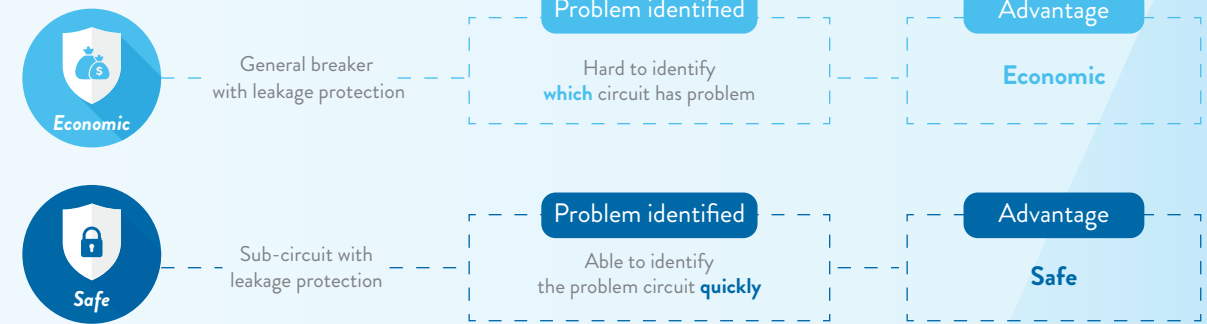 Problem identified
Advantage
$
Economic
General breaker
with leakage protection
Hard to identify
which circuit has problem
Economic
Problem identified
Advantage
Safe
Sub-circuit with
leakage protection
Able to identify
the problem circuit quickly
Safe